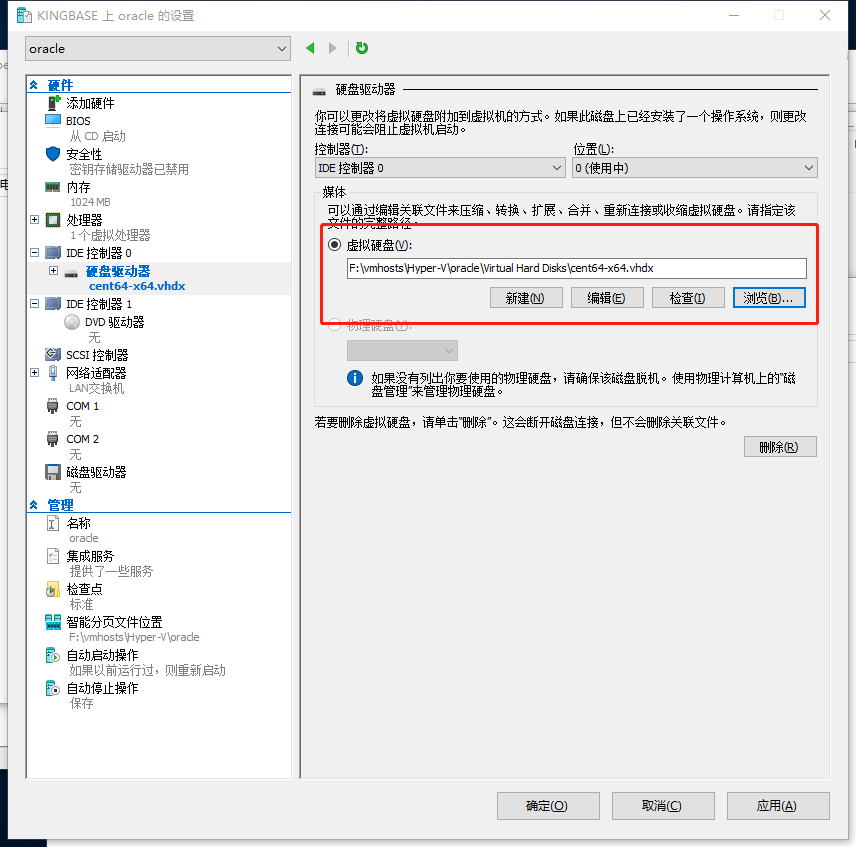 KINGBASE 上 oracle 的设置
oracle
硬件
添加硬件
BIOS
从 CD 启动
安全性
密钥存储驱动器已禁用
内存
1024 MB
处理器
1 个虚拟处理器
IDE 控制器 0
硬盘驱动器
cent64-x64.vhdx
IDE 控制器 1
DVD 驱动器
无
SCSI 控制器
网络适配器
LAN交换机
COM 1
无
COM 2
无
磁盘驱动器
无
管理
名称
oracle
集成服务
提供了一些服务
检查点
标准
智能分页文件位置
F:\vmhosts\Hyper-V\oracle
自动启动操作
如果以前运行过，则重新启动
自动停止操作
保存
硬盘驱动器
你可以更改将虚拟硬盘附加到虚拟机的方式。如果此磁盘上已经安装了一个操作系统，则更改
连接可能会阻止虚拟机启动。
控制器(T): 位置(L):
IDE 控制器 0 0 (使用中)
媒体
可以通过编辑关联文件来压缩、转换、扩展、合并、重新连接或收缩虚拟硬盘。请指定该
文件的完整路径。
虚拟硬盘(V):
F:\vmhosts\Hyper-V\oracle\Virtual Hard Disks\cent64-x64.vhdx
新建(N) 编辑(E) 检查(I) 浏览(B)...
物理硬盘(Y):
如果没有列出你要使用的物理硬盘，请确保该磁盘脱机。使用物理计算机上的"磁
盘管理"来管理物理硬盘。
若要删除虚拟硬盘，请单击"删除"。这会断开磁盘连接，但不会删除关联文件。
删除(R)
确定(O) 取消(C) 应用(A)